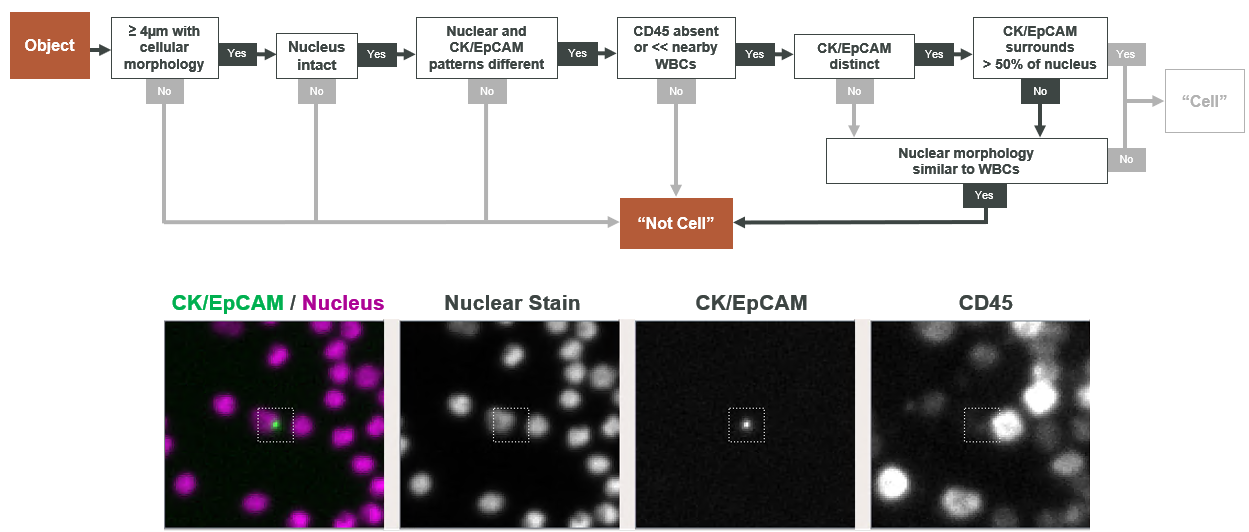 Object
≥ 4µm with
cellular
morphology
Yes
No
Nucleus
intact
Yes
No
Nuclear and
CK/EpCAM
patterns different
Yes
No
CD45 absent
or << nearby
WBCs
Yes
No
CK/EpCAM
distinct
Yes
No
CK/EpCAM
surrounds
> 50% of nucleus
Yes
No
“Cell”
Nuclear morphology
similar to WBCs
No
Yes
“Not Cell”
CK/EpCAM / Nucleus
Nuclear Stain
CK/EpCAM
CD45